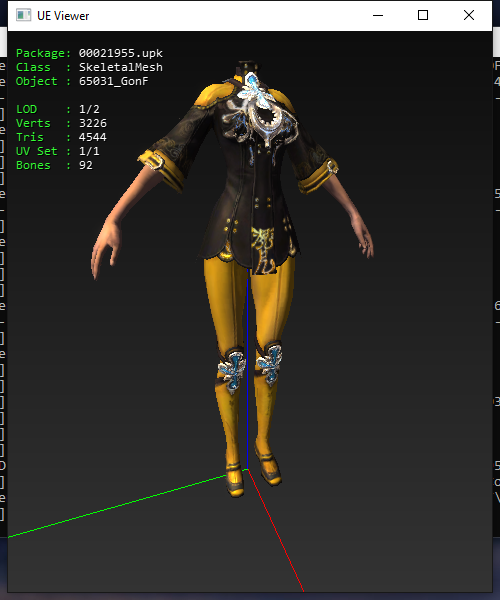 UE Viewer
Package: 00021955.upk
Class : SkeletalMesh
Object : 65031_GonF
LOD : 1/2
Verts : 3226
Tris : 4544
UV Set : 1/1
Bones : 92